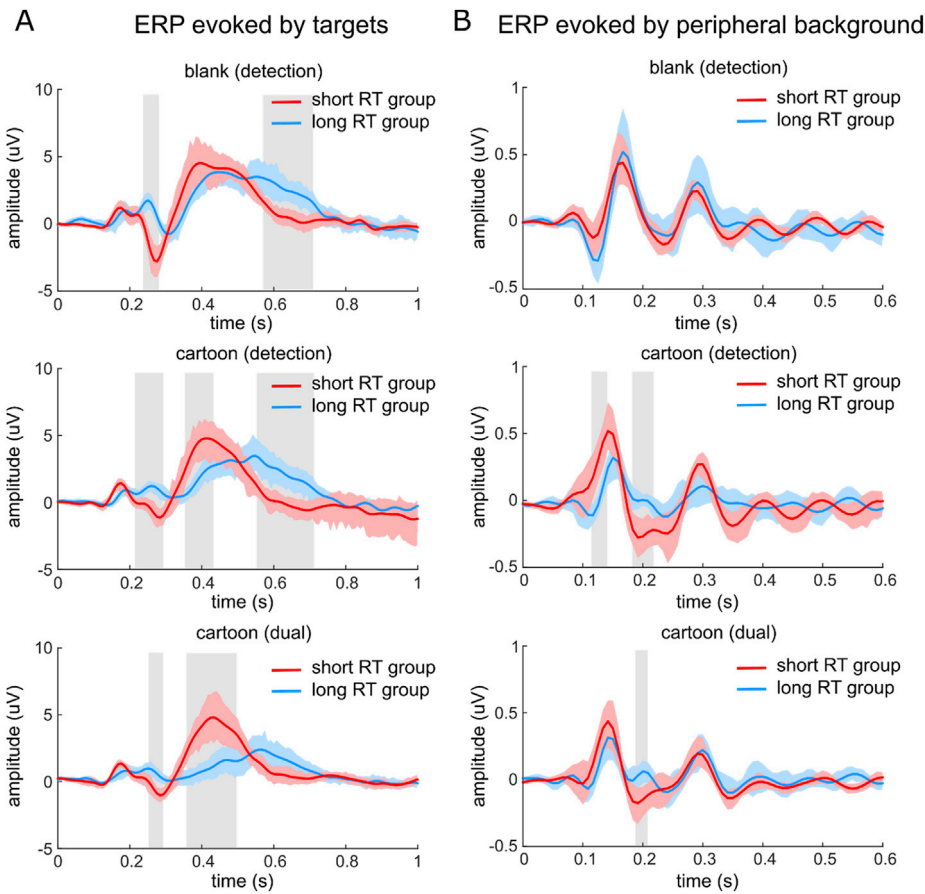 A
ERP evoked by targets
blank (detection)
10
5
0
-5
amplitude (uV)
short RT group
long RT group
0
0.2
0.4
0.6
0.8
1
time (s)
cartoon (detection)
10
5
0
-5
amplitude (uV)
short RT group
long RT group
0
0.2
0.4
0.6
0.8
1
time (s)
cartoon (dual)
10
5
0
-5
amplitude (uV)
short RT group
long RT group
0
0.2
0.4
0.6
0.8
1
time (s)
B
ERP evoked by peripheral background
blank (detection)
1
0.5
0
-0.5
amplitude (uV)
short RT group
long RT group
0
0.1
0.2
0.3
0.4
0.5
0.6
time (s)
cartoon (detection)
1
0.5
0
-0.5
amplitude (uV)
short RT group
long RT group
0
0.1
0.2
0.3
0.4
0.5
0.6
time (s)
cartoon (dual)
1
0.5
0
-0.5
amplitude (uV)
short RT group
long RT group
0
0.1
0.2
0.3
0.4
0.5
0.6
time (s)